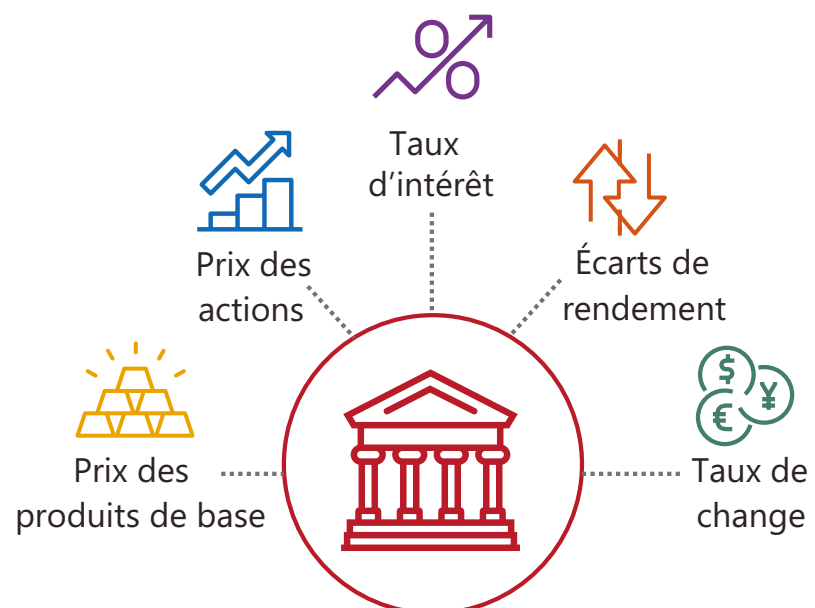 Taux
d’intérêt
Prix des
actions
Écarts de
rendement
Prix des
produits de base
Taux de
change
$
¥
€